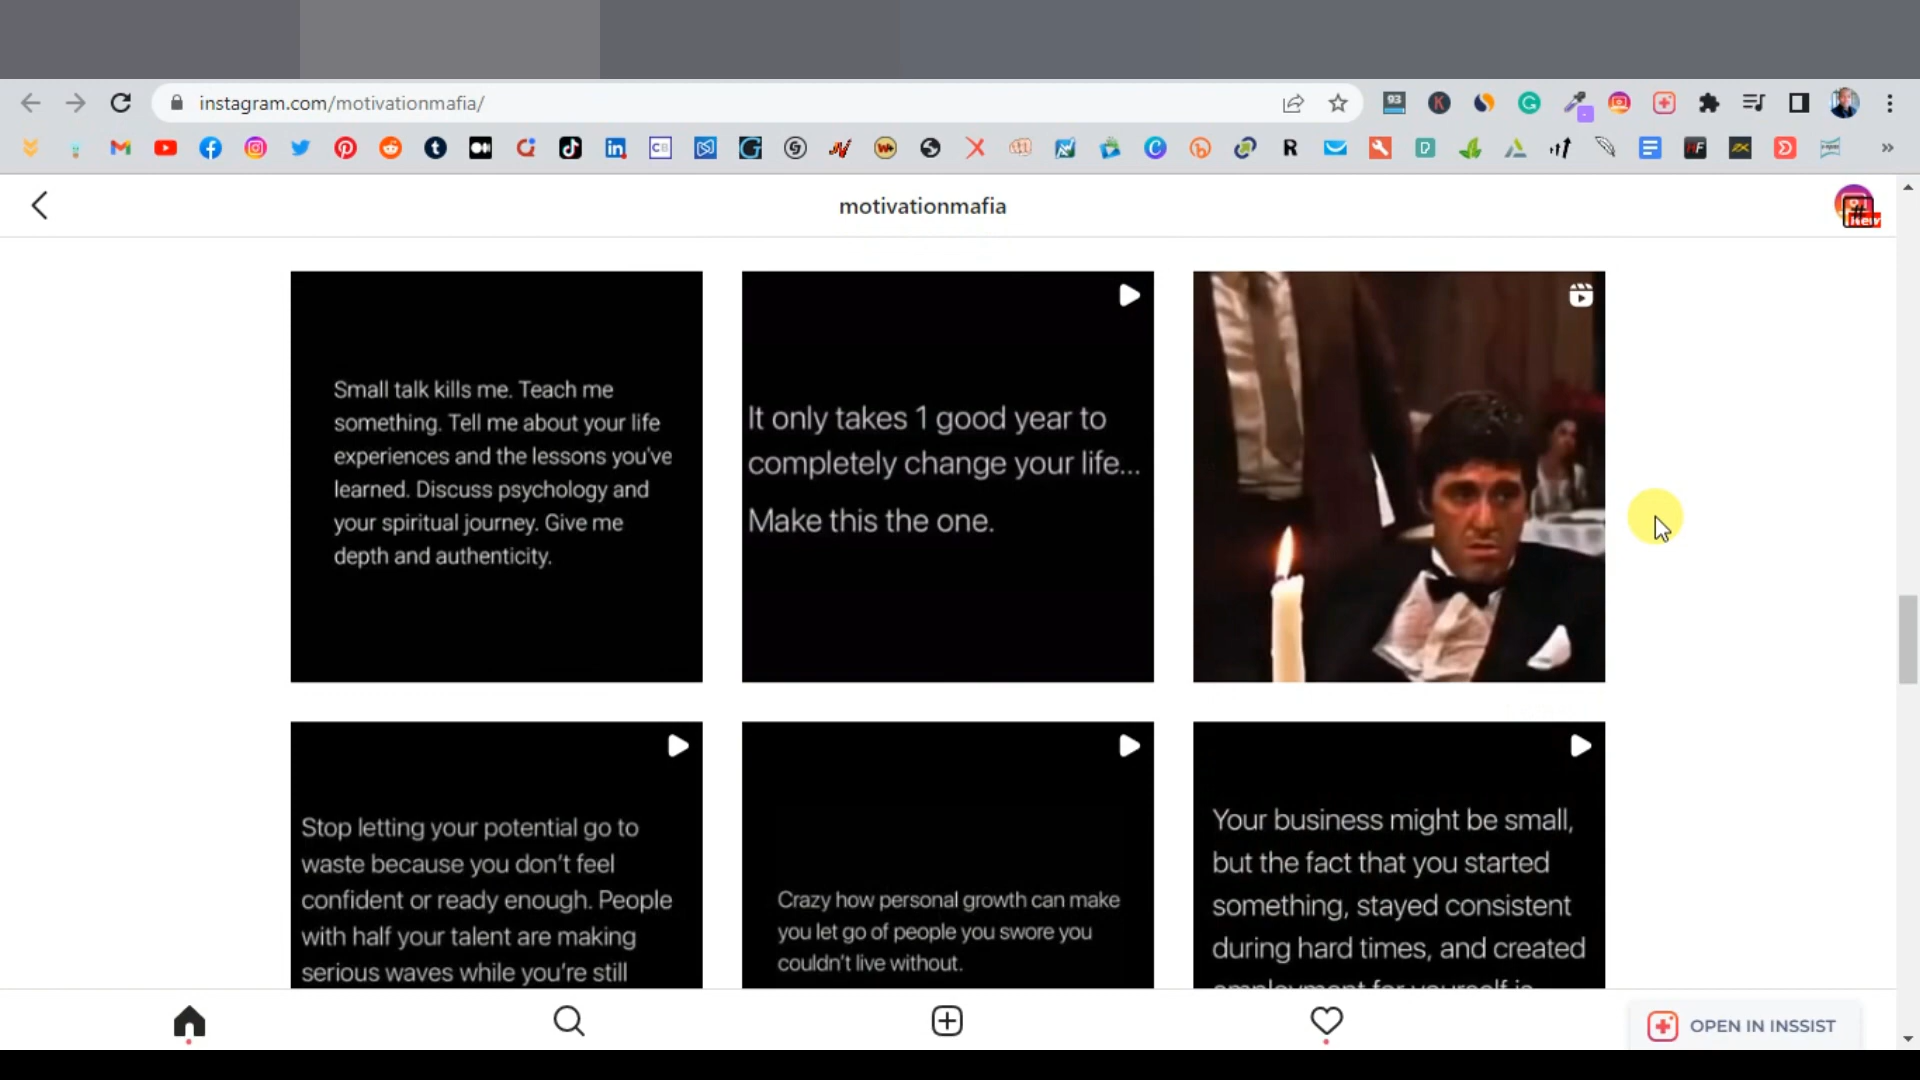 instagram.com/motivationmafia/
93
motivationmafia
New
Small talk kills me. Teach me
something. Tell me about your life
experiences and the lessons you've
learned. Discuss psychology and
your spiritual journey. Give me
depth and authenticity.
It only takes 1 good year to
completely change your life...
Make this the one.
Stop letting your potential go to
waste because you don't feel
confident or ready enough. People
with half your talent are making
serious waves while you're still
Crazy how personal growth can make
you let go of people you swore you
couldn't live without.
Your business might be small,
but the fact that you started
something, stayed consistent
during hard times, and created
employment for yourself is
OPEN IN INSSIST